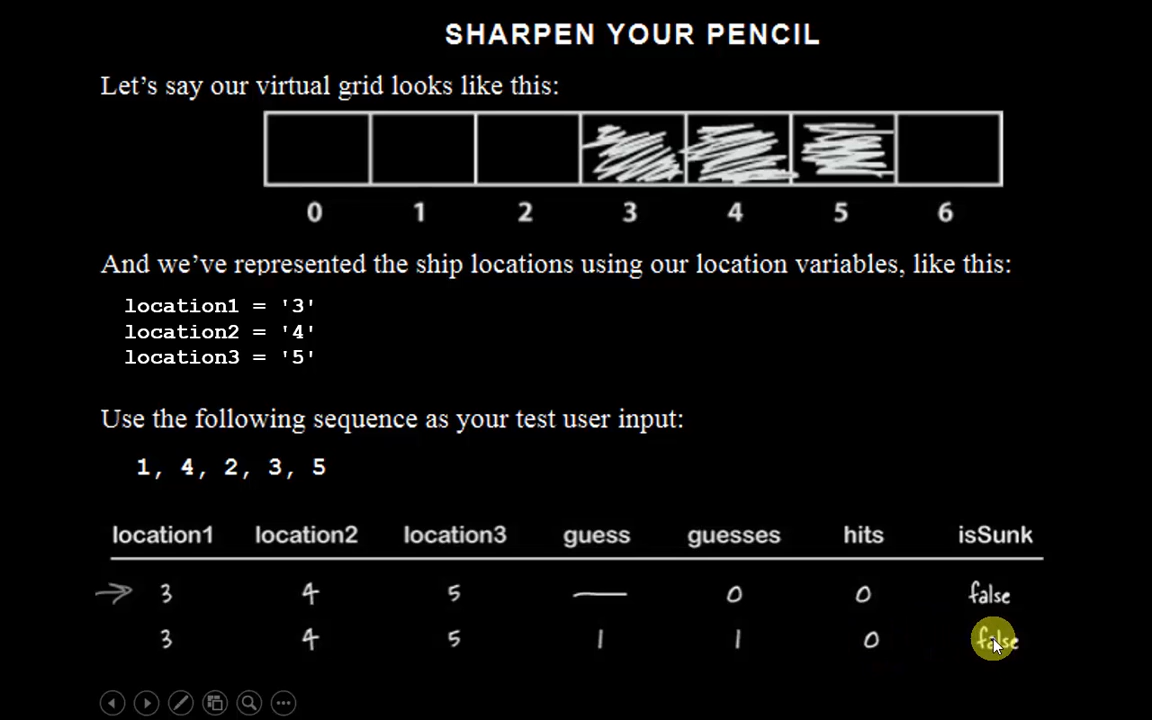 SHARPEN YOUR PENCIL
Let's say our virtual grid looks like this:
0 1 2 3 4 5 6
And we've represented the ship locations using our location variables, like this:
location1 = '3'
location2 = '4'
location3 = '5'
Use the following sequence as your test user input:
1, 4, 2, 3, 5
location1 location2 location3 guess guesses hits isSunk
3 4 5 — 0 0 false
3 4 5 1 1 0 false